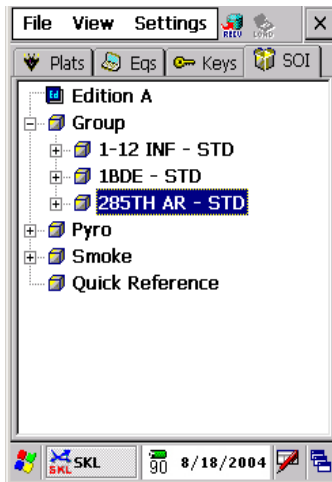 File View Settings RECV LOAD X
Plats Eqs Keys SOI
Ed Edition A
Group
1-12 INF - STD
1BDE - STD
285TH AR - STD
Pyro
Smoke
Quick Reference
SKL SKL 90 8/18/2004